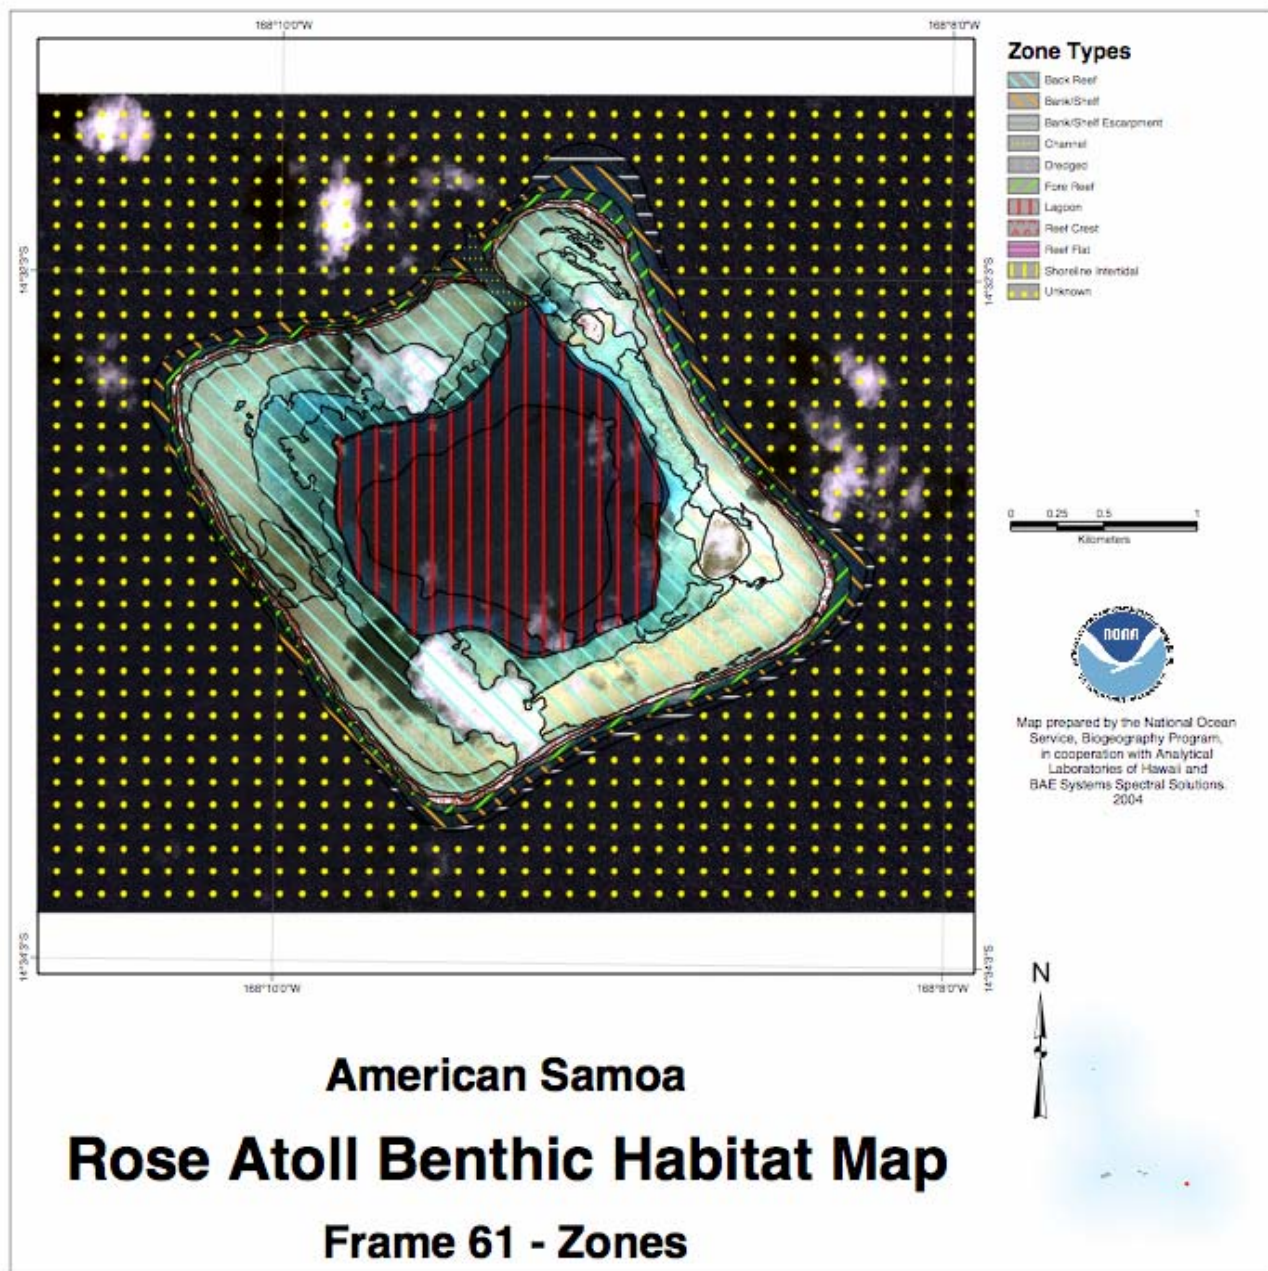 168°10'0"W
168°8'0"W
Zone Types
Back Reef
Bank/Shelf
Bank/Shelf Escarpment
Channel
Dredged
Fore Reef
Lagoon
Reef Crest
Reef Flat
Shoreline Intertidal
Unknown
14°32'3"S
14°32'3"S
0 0.25 0.5 1
Kilometers
NOAA
Map prepared by the National Ocean
Service, Biogeography Program,
in cooperation with Analytical
Laboratories of Hawaii and
BAE Systems Spectral Solutions.
2004
14°34'3"S
14°34'3"S
168°10'0"W
168°8'0"W
N
American Samoa
Rose Atoll Benthic Habitat Map
Frame 61 - Zones